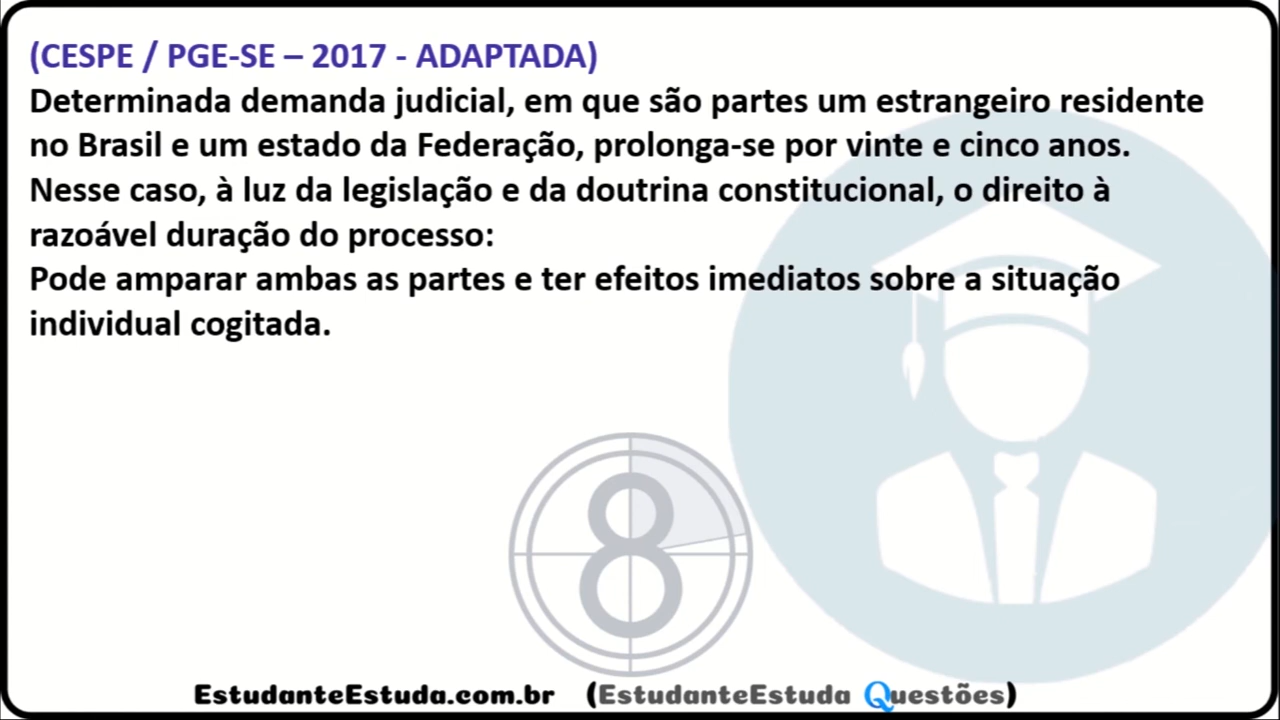 (CESPE / PGE-SE – 2017 - ADAPTADA)
Determinada demanda judicial, em que são partes um estrangeiro residente
no Brasil e um estado da Federação, prolonga-se por vinte e cinco anos.
Nesse caso, à luz da legislação e da doutrina constitucional, o direito à
razoável duração do processo:
Pode amparar ambas as partes e ter efeitos imediatos sobre a situação
individual cogitada.
8
EstudanteEstuda.com.br (EstudanteEstuda Questões)